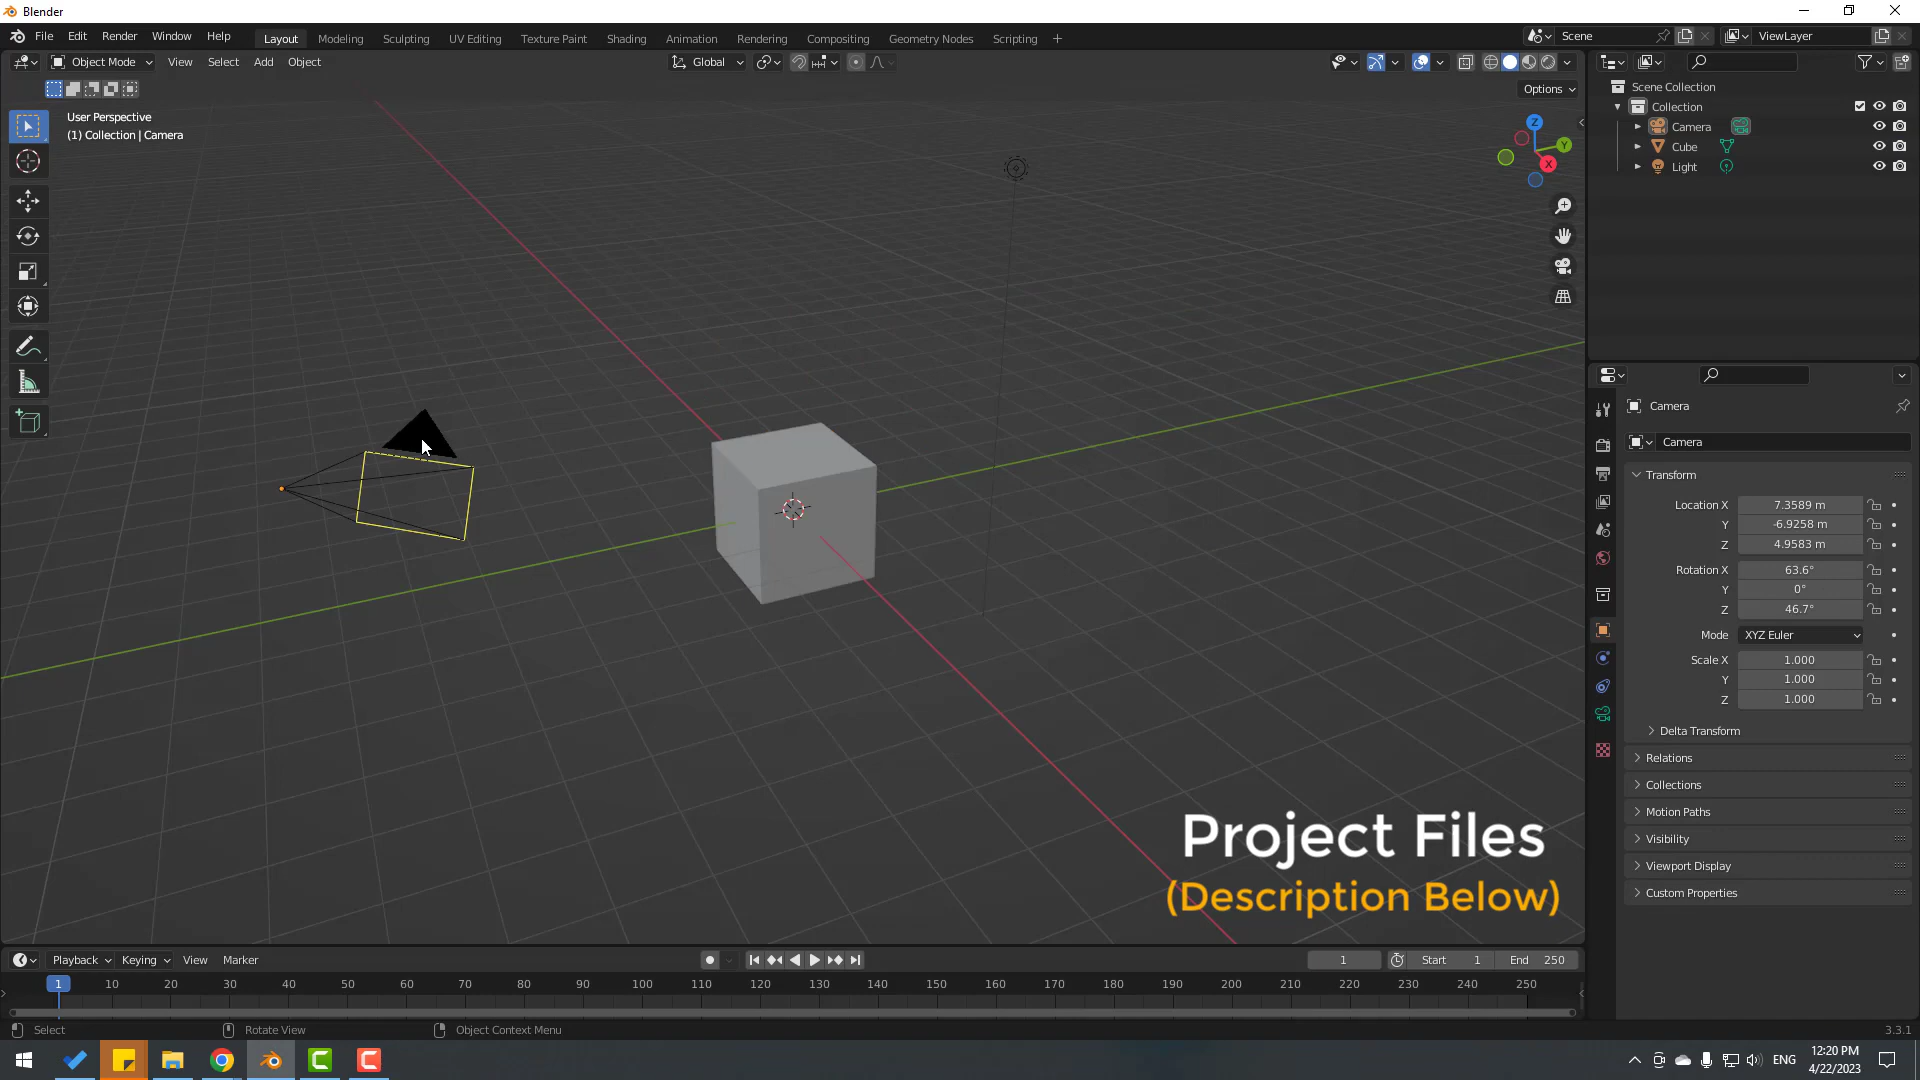 Blender
File Edit Render Window Help
Layout Modeling Sculpting UV Editing Texture Paint Shading Animation Rendering Compositing Geometry Nodes Scripting +
Scene
ViewLayer
Object Mode View Select Add Object
Global
Options
User Perspective
(1) Collection | Camera
Z
Y
X
Scene Collection
Collection
Camera
Cube
Light
Camera
Camera
Transform
Location X 7.3589 m
Y -6.9258 m
Z 4.9583 m
Rotation X 63.6°
Y 0°
Z 46.7°
Mode XYZ Euler
Scale X 1.000
Y 1.000
Z 1.000
Delta Transform
Relations
Collections
Motion Paths
Visibility
Viewport Display
Custom Properties
Project Files
(Description Below)
Playback Keying View Marker
1 Start 1 End 250
1 10 20 30 40 50 60 70 80 90 100 110 120 130 140 150 160 170 180 190 200 210 220 230 240 250
Select Rotate View Object Context Menu
3.3.1
ENG
12:20 PM
4/22/2023